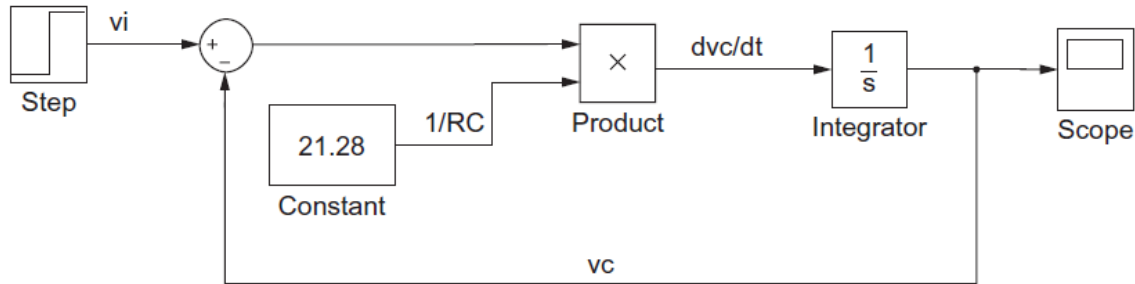 vi
+
−
Step
21.28
Constant
1/RC
×
Product
dvc/dt
1
s
Integrator
Scope
vc